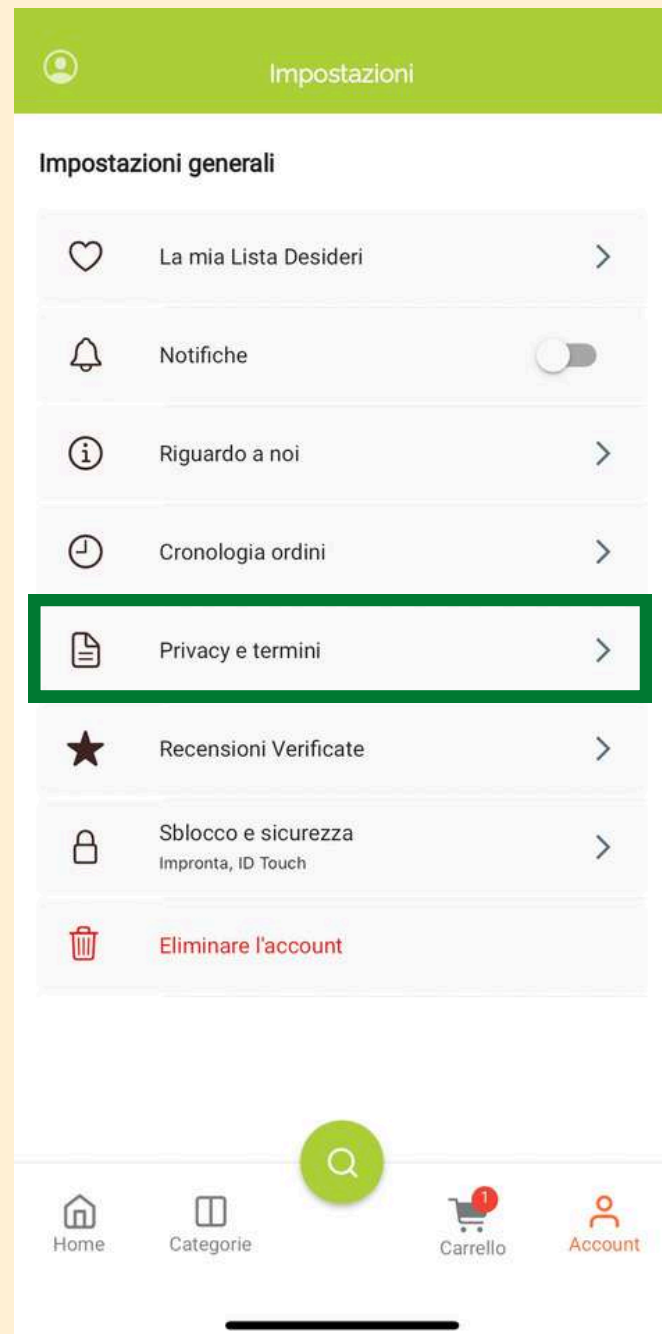 Impostazioni
Impostazioni generali
La mia Lista Desideri
Notifiche
Riguardo a noi
Cronologia ordini
Privacy e termini
Recensioni Verificate
Sblocco e sicurezza
Impronta, ID Touch
Eliminare l'account
1
Home Categorie Carrello Account